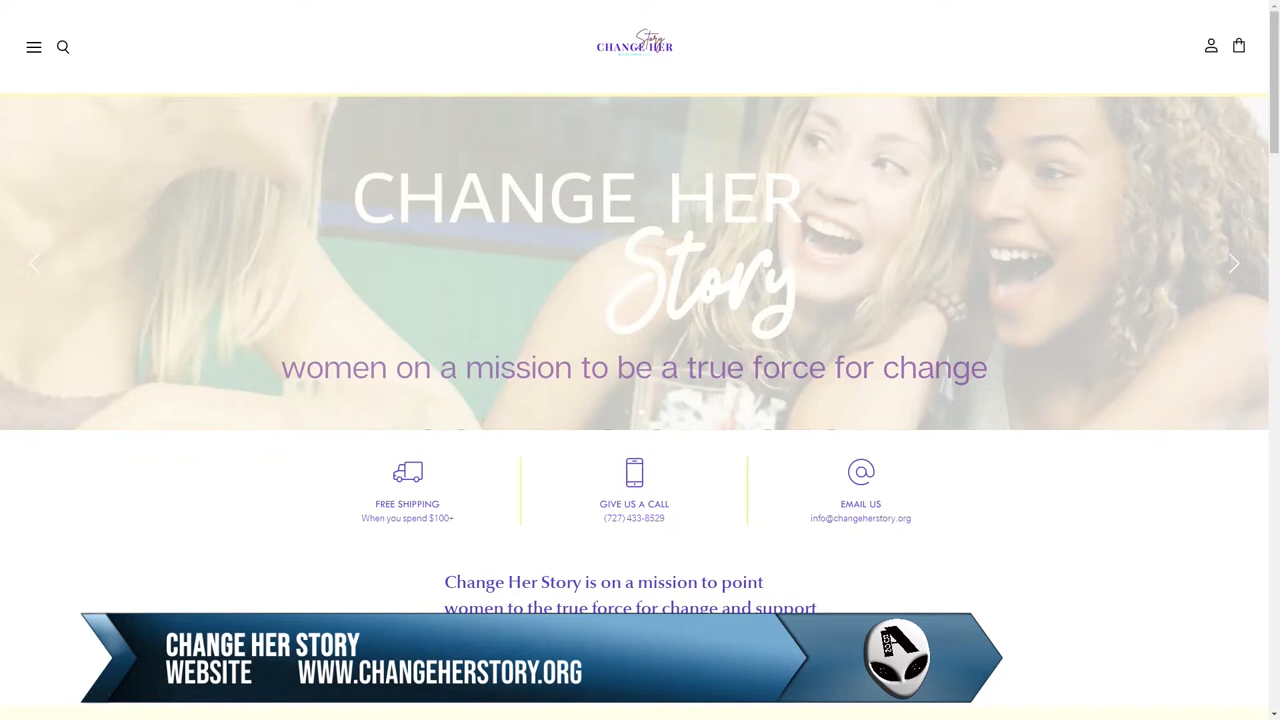 CHANGE HER
Story
CHANGE HER
Story
women on a mission to be a true force for change
FREE SHIPPING
When you spend $100+
GIVE US A CALL
(727) 433-8529
EMAIL US
info@changeherstory.org
Change Her Story is on a mission to point
women to the true force for change and support
CHANGE HER STORY
WEBSITE WWW.CHANGEHERSTORY.ORG